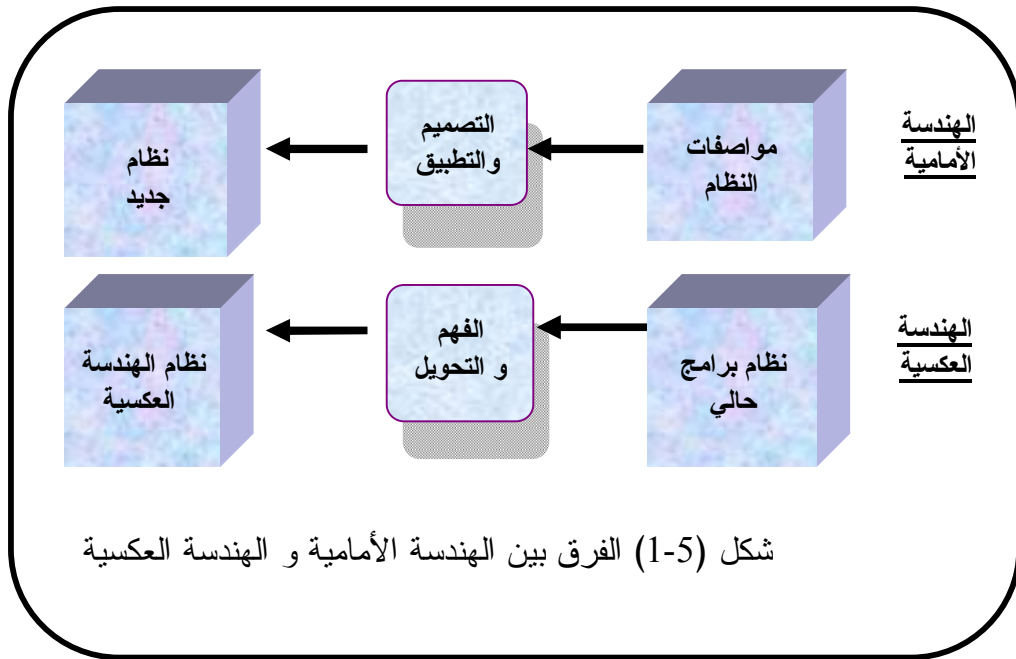 الهندسة
الأمامية
مواصفات
النظام
التصميم
والتطبيق
نظام
جديد
الهندسة
العكسية
نظام برامج
حالي
الفهم
و التحويل
نظام الهندسة
العكسية
شكل (5-1) الفرق بين الهندسة الأمامية و الهندسة العكسية